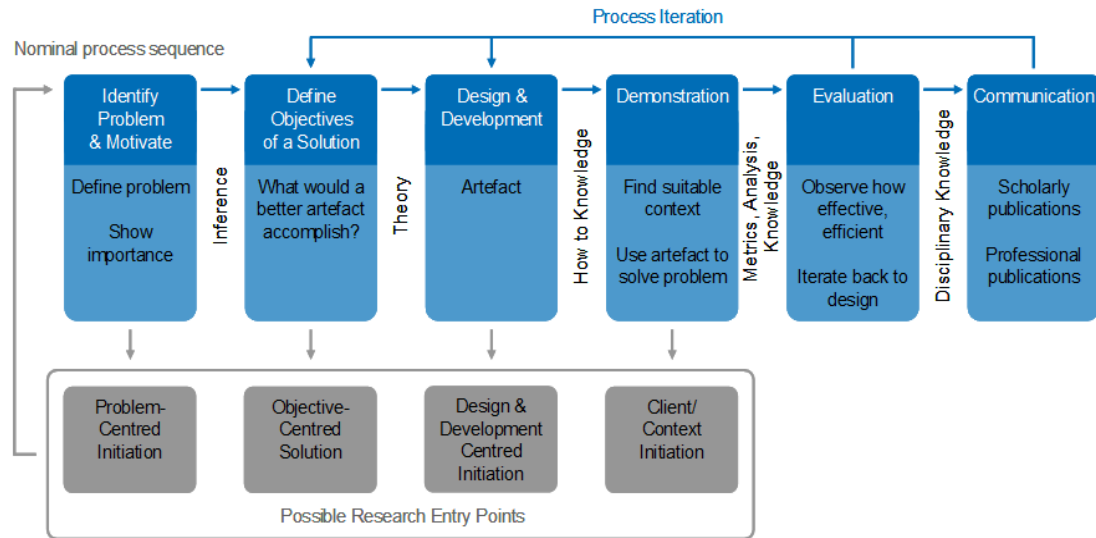 Process Iteration
Nominal process sequence
Identify
Problem
& Motivate
Define
Objectives
of a Solution
Design &
Development
Demonstration
Evaluation
Communication
Define problem
Show
importance
Inference
What would a
better artefact
accomplish?
Theory
Artefact
How to Knowledge
Find suitable
context
Use artefact to
solve problem
Metrics, Analysis,
Knowledge
Observe how
effective,
efficient
Iterate back to
design
Disciplinary Knowledge
Scholarly
publications
Professional
publications
Problem-
Centred
Initiation
Objective-
Centred
Solution
Design &
Development
Centred
Initiation
Client/
Context
Initiation
Possible Research Entry Points